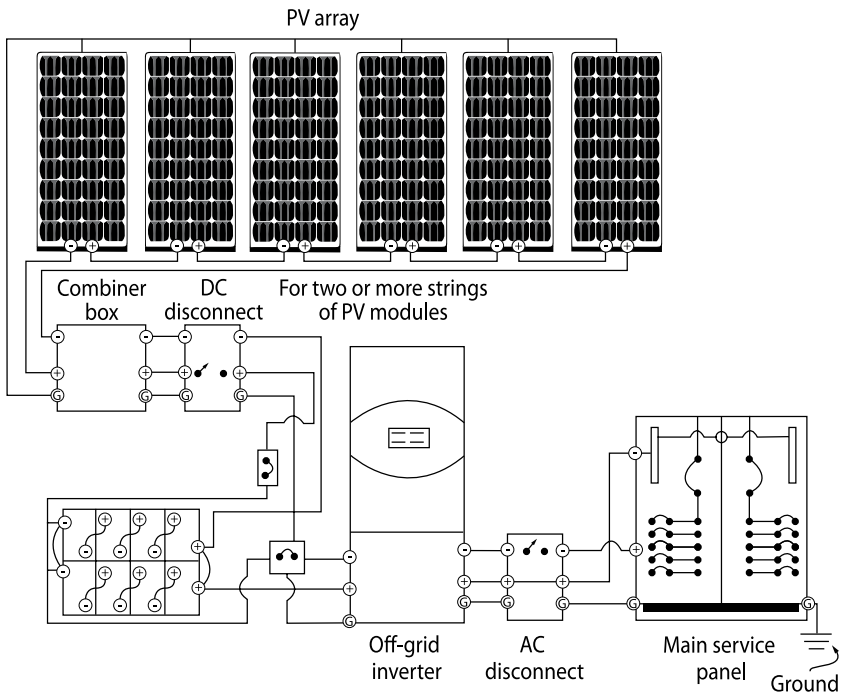 PV array
Combiner
box
DC
disconnect
For two or more strings
of PV modules
Off-grid
inverter
AC
disconnect
Main service
panel
Ground
- + - + - + - + - + - +
- - - -
+ + + +
G G G G
- + + +
- +
- +
- + + +
- - -
+ + + +
G G G G G G